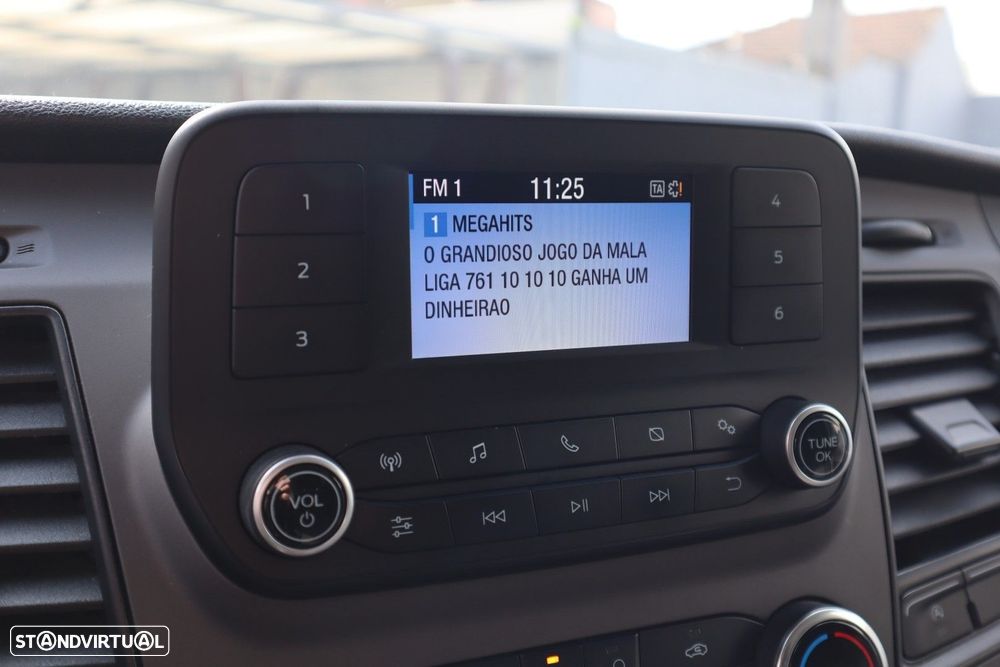 FM 1 11:25 TA
1 MEGAHITS
O GRANDIOSO JOGO DA MALA
LIGA 761 10 10 10 GANHA UM
DINHEIRAO
1
2
3
4
5
6
VOL
TUNE
OK
STANDVIRTUAL